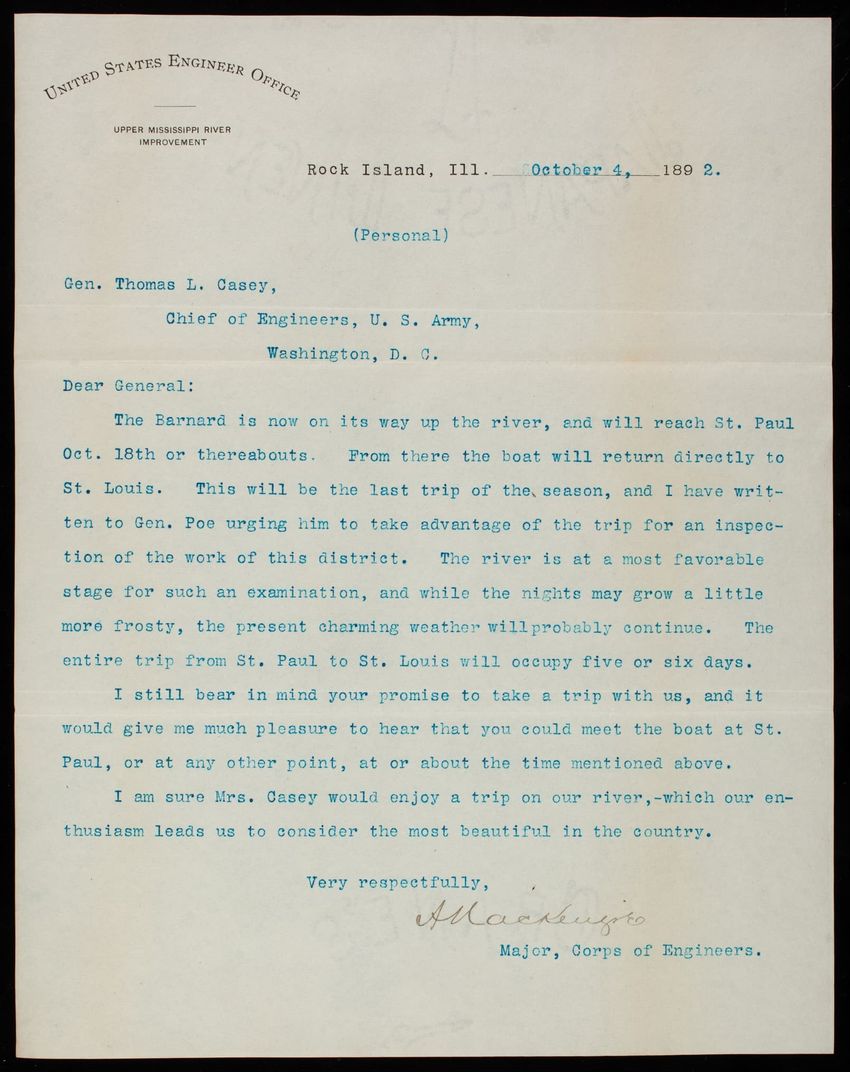 UNITED STATES ENGINEER OFFICE
UPPER MISSISSIPPI RIVER
IMPROVEMENT
Rock Island, Ill. October 4, 1892.
(Personal)
Gen. Thomas L. Casey,
Chief of Engineers, U. S. Army,
Washington, D. C.
Dear General:
The Barnard is now on its way up the river, and will reach St. Paul
Oct. 18th or thereabouts. From there the boat will return directly to
St. Louis. This will be the last trip of the season, and I have writ-
ten to Gen. Poe urging him to take advantage of the trip for an inspec-
tion of the work of this district. The river is at a most favorable
stage for such an examination, and while the nights may grow a little
more frosty, the present charming weather willprobably continue. The
entire trip from St. Paul to St. Louis will occupy five or six days.
I still bear in mind your promise to take a trip with us, and it
would give me much pleasure to hear that you could meet the boat at St.
Paul, or at any other point, at or about the time mentioned above.
I am sure Mrs. Casey would enjoy a trip on our river,-which our en-
thusiasm leads us to consider the most beautiful in the country.
Very respectfully,
A MacKenzie
Major, Corps of Engineers.